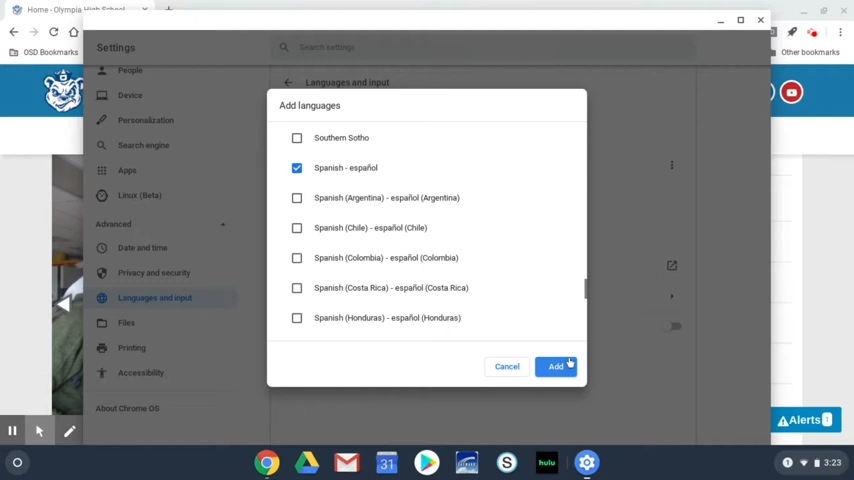 Home - Olympia High School
OSD Bookmarks
Other bookmarks
Settings
Search settings
People
Languages and input
Device
Add languages
Personalization
Southern Sotho
Search engine
Spanish - español
Apps
Linux (Beta)
Spanish (Argentina) - español (Argentina)
Advanced
Spanish (Chile) - español (Chile)
Date and time
Spanish (Colombia) - español (Colombia)
Privacy and security
Spanish (Costa Rica) - español (Costa Rica)
Languages and input
Files
Spanish (Honduras) - español (Honduras)
Printing
Cancel
Add
Accessibility
About Chrome OS
Alerts 1
31
S
hulu
1
3:23